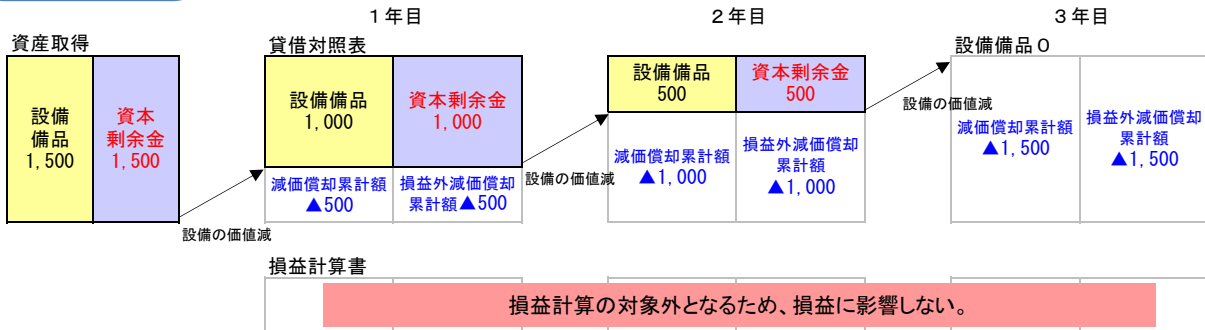 1年目
2年目
3年目
資産取得
貸借対照表
設備備品0
設備
備品
1,500
資本
剰余金
1,500
設備の価値減
設備備品
1,000
資本剰余金
1,000
減価償却累計額
▲500
損益外減価償却
累計額▲500
設備の価値減
設備備品
500
資本剰余金
500
減価償却累計額
▲1,000
損益外減価償却
累計額
▲1,000
設備の価値減
減価償却累計額
▲1,500
損益外減価償却
累計額
▲1,500
損益計算書
損益計算の対象外となるため、損益に影響しない。